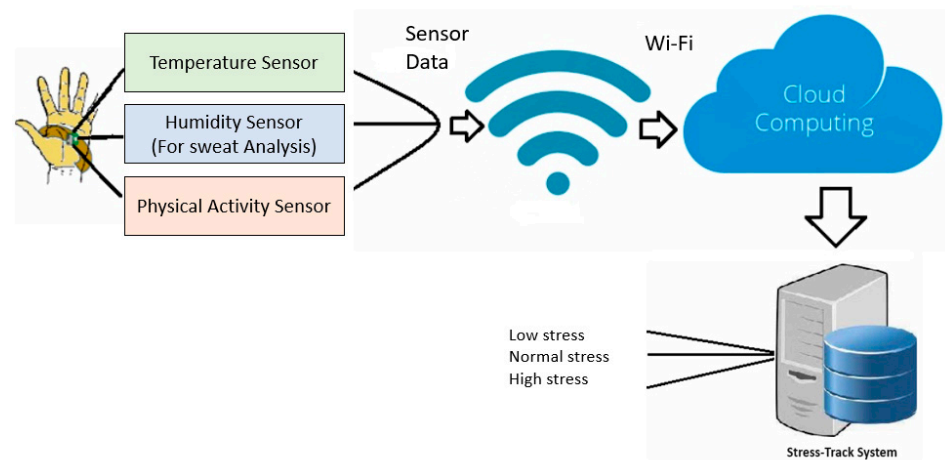 Temperature Sensor
Humidity Sensor
(For sweat Analysis)
Physical Activity Sensor
Sensor
Data
Wi-Fi
Cloud
Computing
Low stress
Normal stress
High stress
Stress-Track System